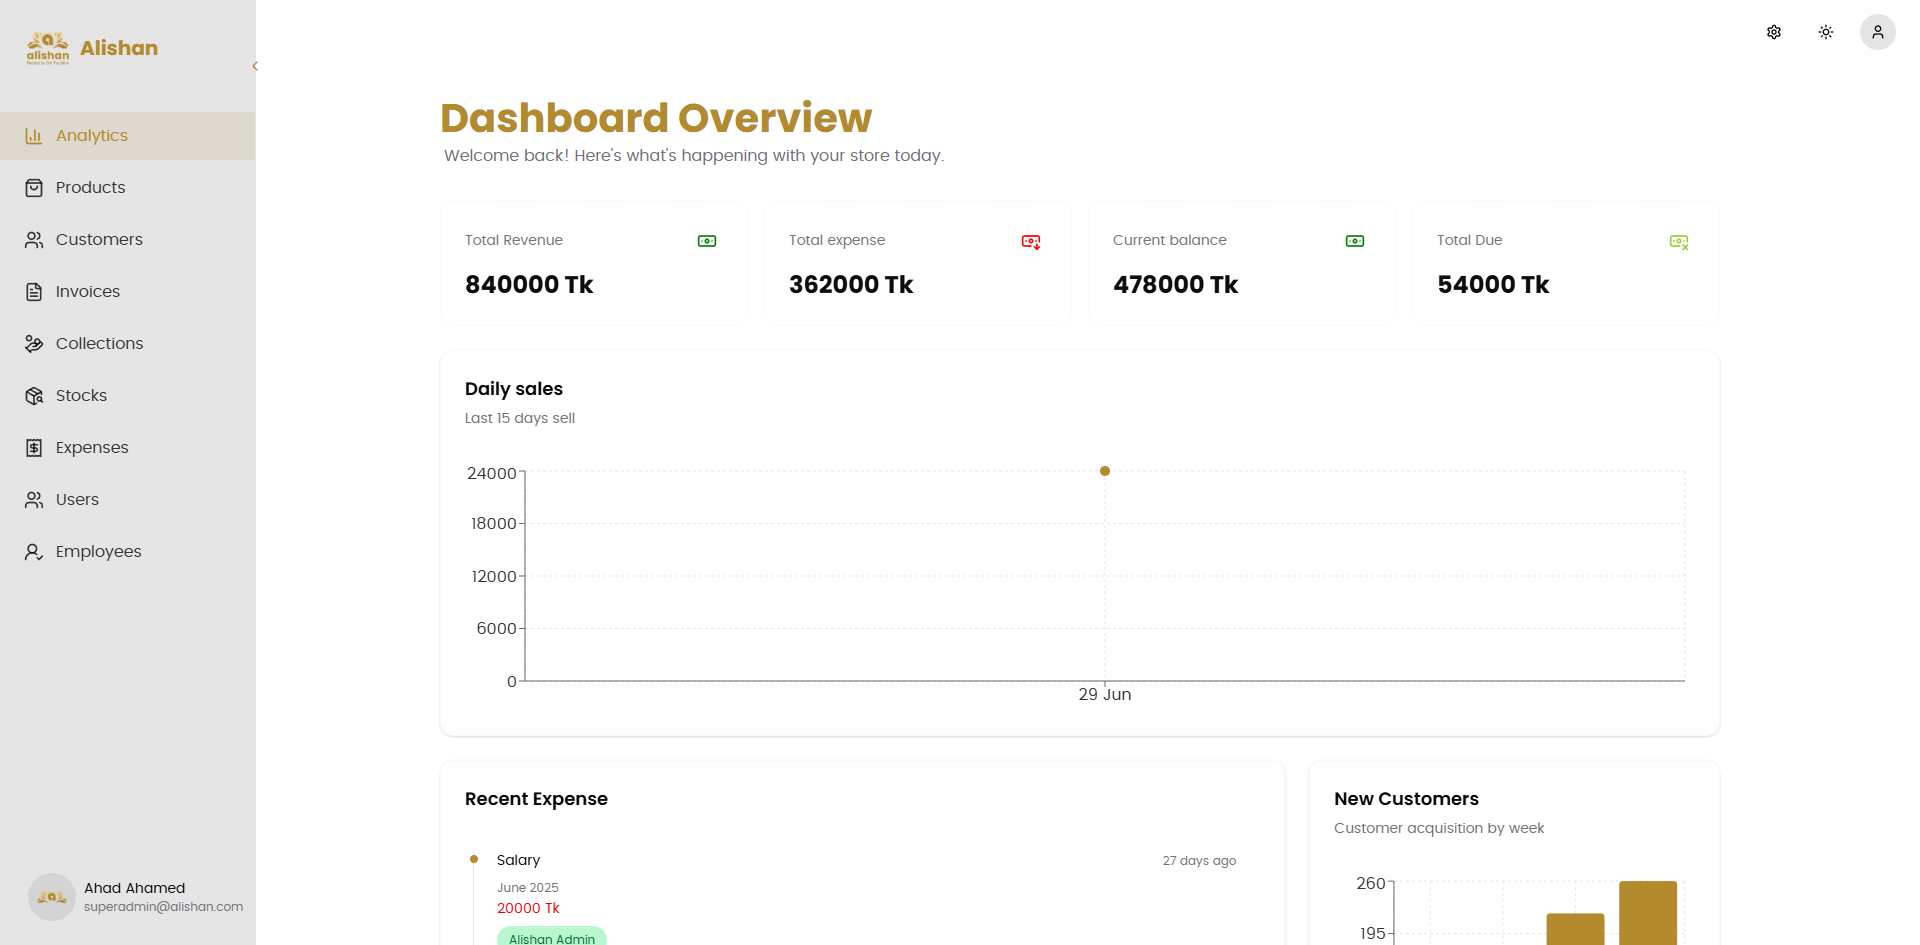 alishan
Alishan
Analytics
Products
Customers
Invoices
Collections
Stocks
Expenses
Users
Employees
Ahad Ahamed
superadmin@alishan.com
Dashboard Overview
Welcome back! Here's what's happening with your store today.
Total Revenue
840000 Tk
Total expense
362000 Tk
Current balance
478000 Tk
Total Due
54000 Tk
Daily sales
Last 15 days sell
24000
18000
12000
6000
0
29 Jun
Recent Expense
Salary
27 days ago
June 2025
20000 Tk
Alishan Admin
New Customers
Customer acquisition by week
260
195